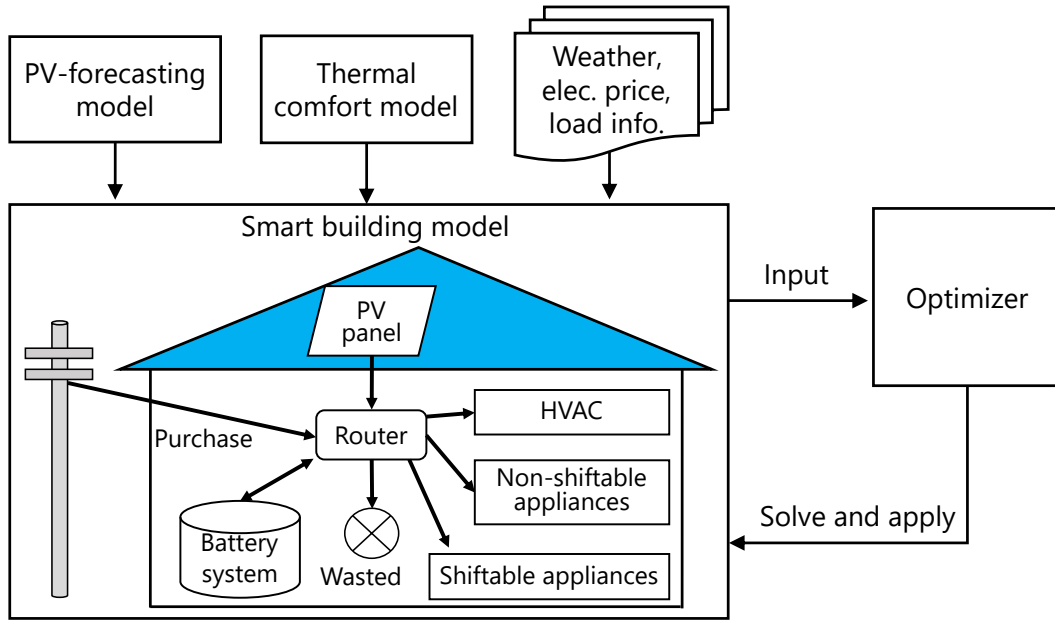 PV-forecasting
model
Thermal
comfort model
Weather,
elec. price,
load info.
Smart building model
PV
panel
Input
Optimizer
Purchase
Router
HVAC
Non-shiftable
appliances
Battery
system
Wasted
Shiftable appliances
Solve and apply